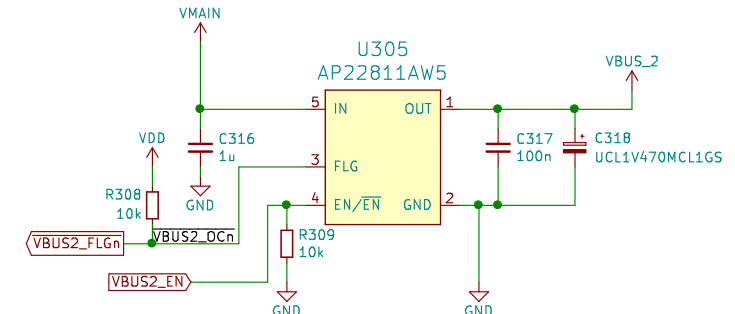 VMAIN
U305
AP22811AW5
VBUS_2
5
IN
OUT
1
C316
1u
C317
100n
C318
UCL1V470MCL1GS
VDD
3
FLG
GND
R308
10k
4
EN/EN
GND
2
VBUS2_FLGn
VBUS2_OCn
R309
10k
VBUS2_EN
GND
GND